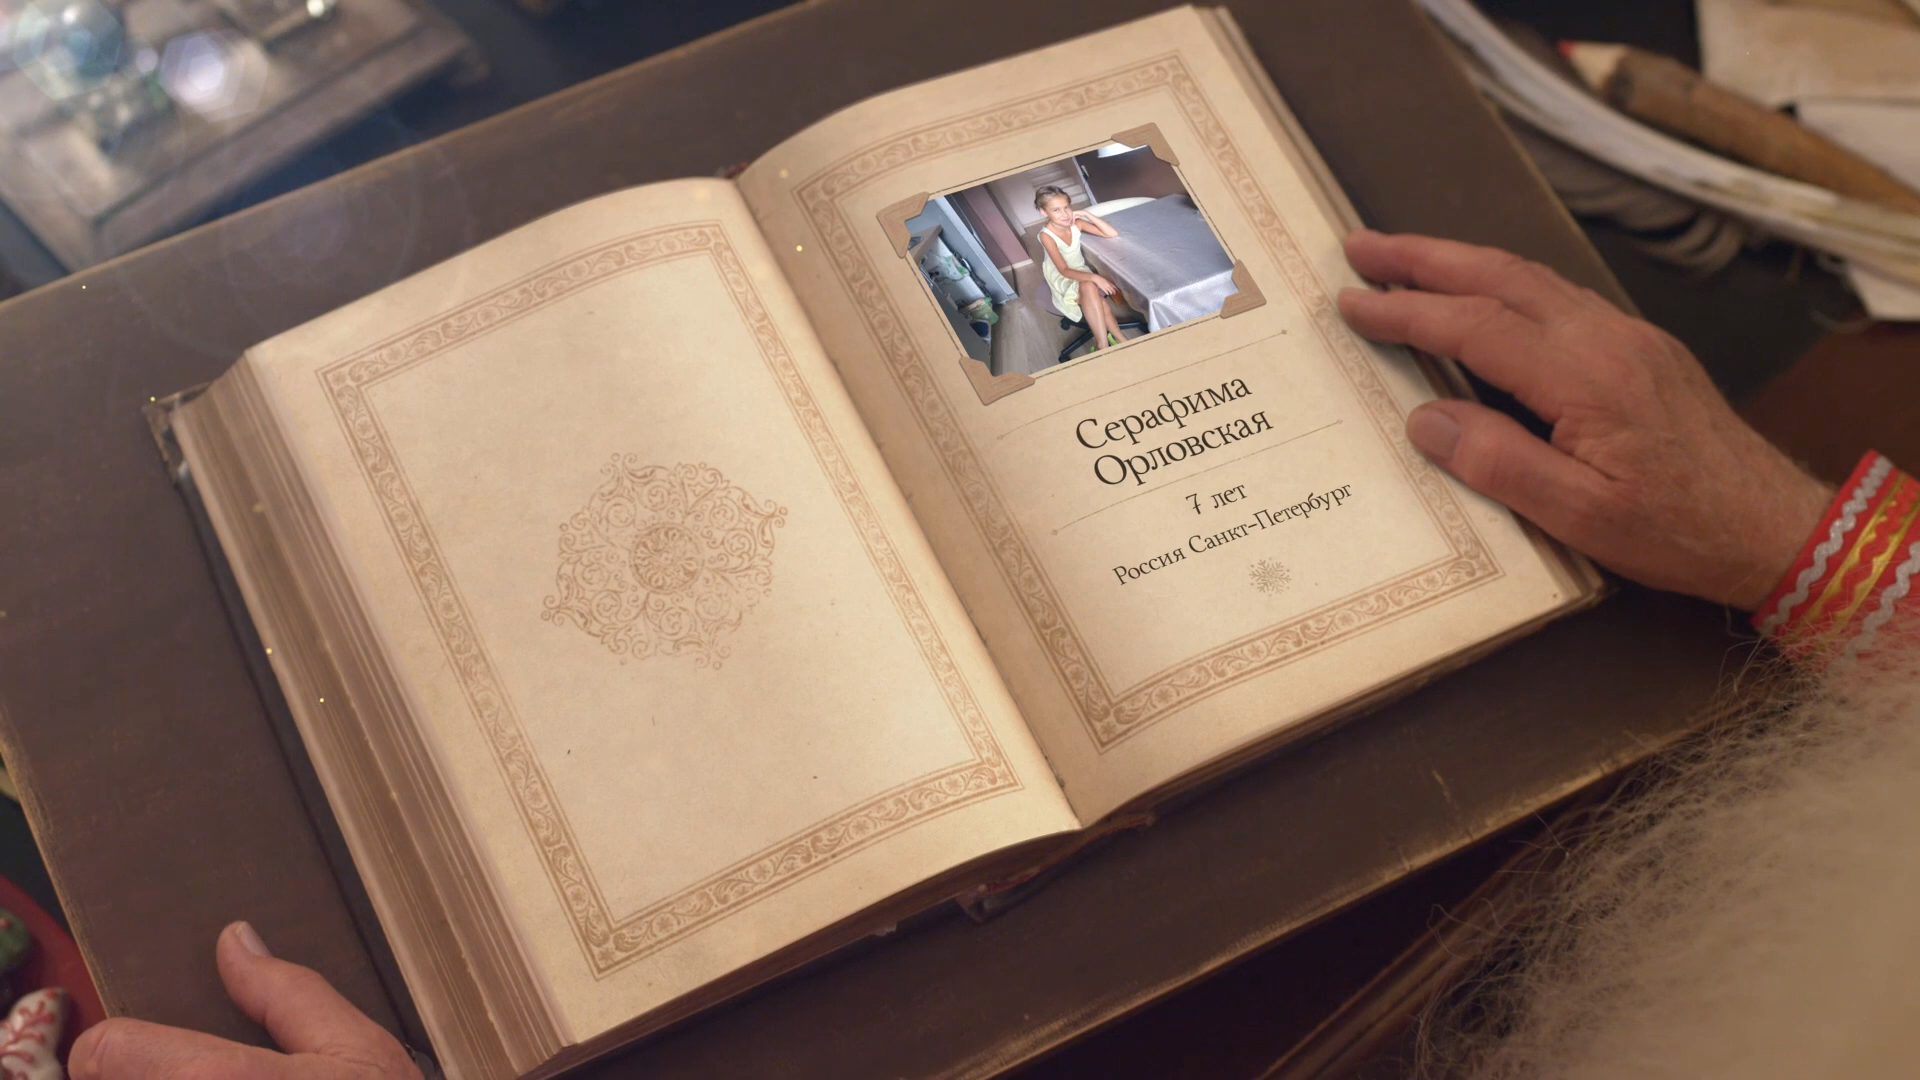 Серафима
Орловская
7 лет
Россия Санкт-Петербург